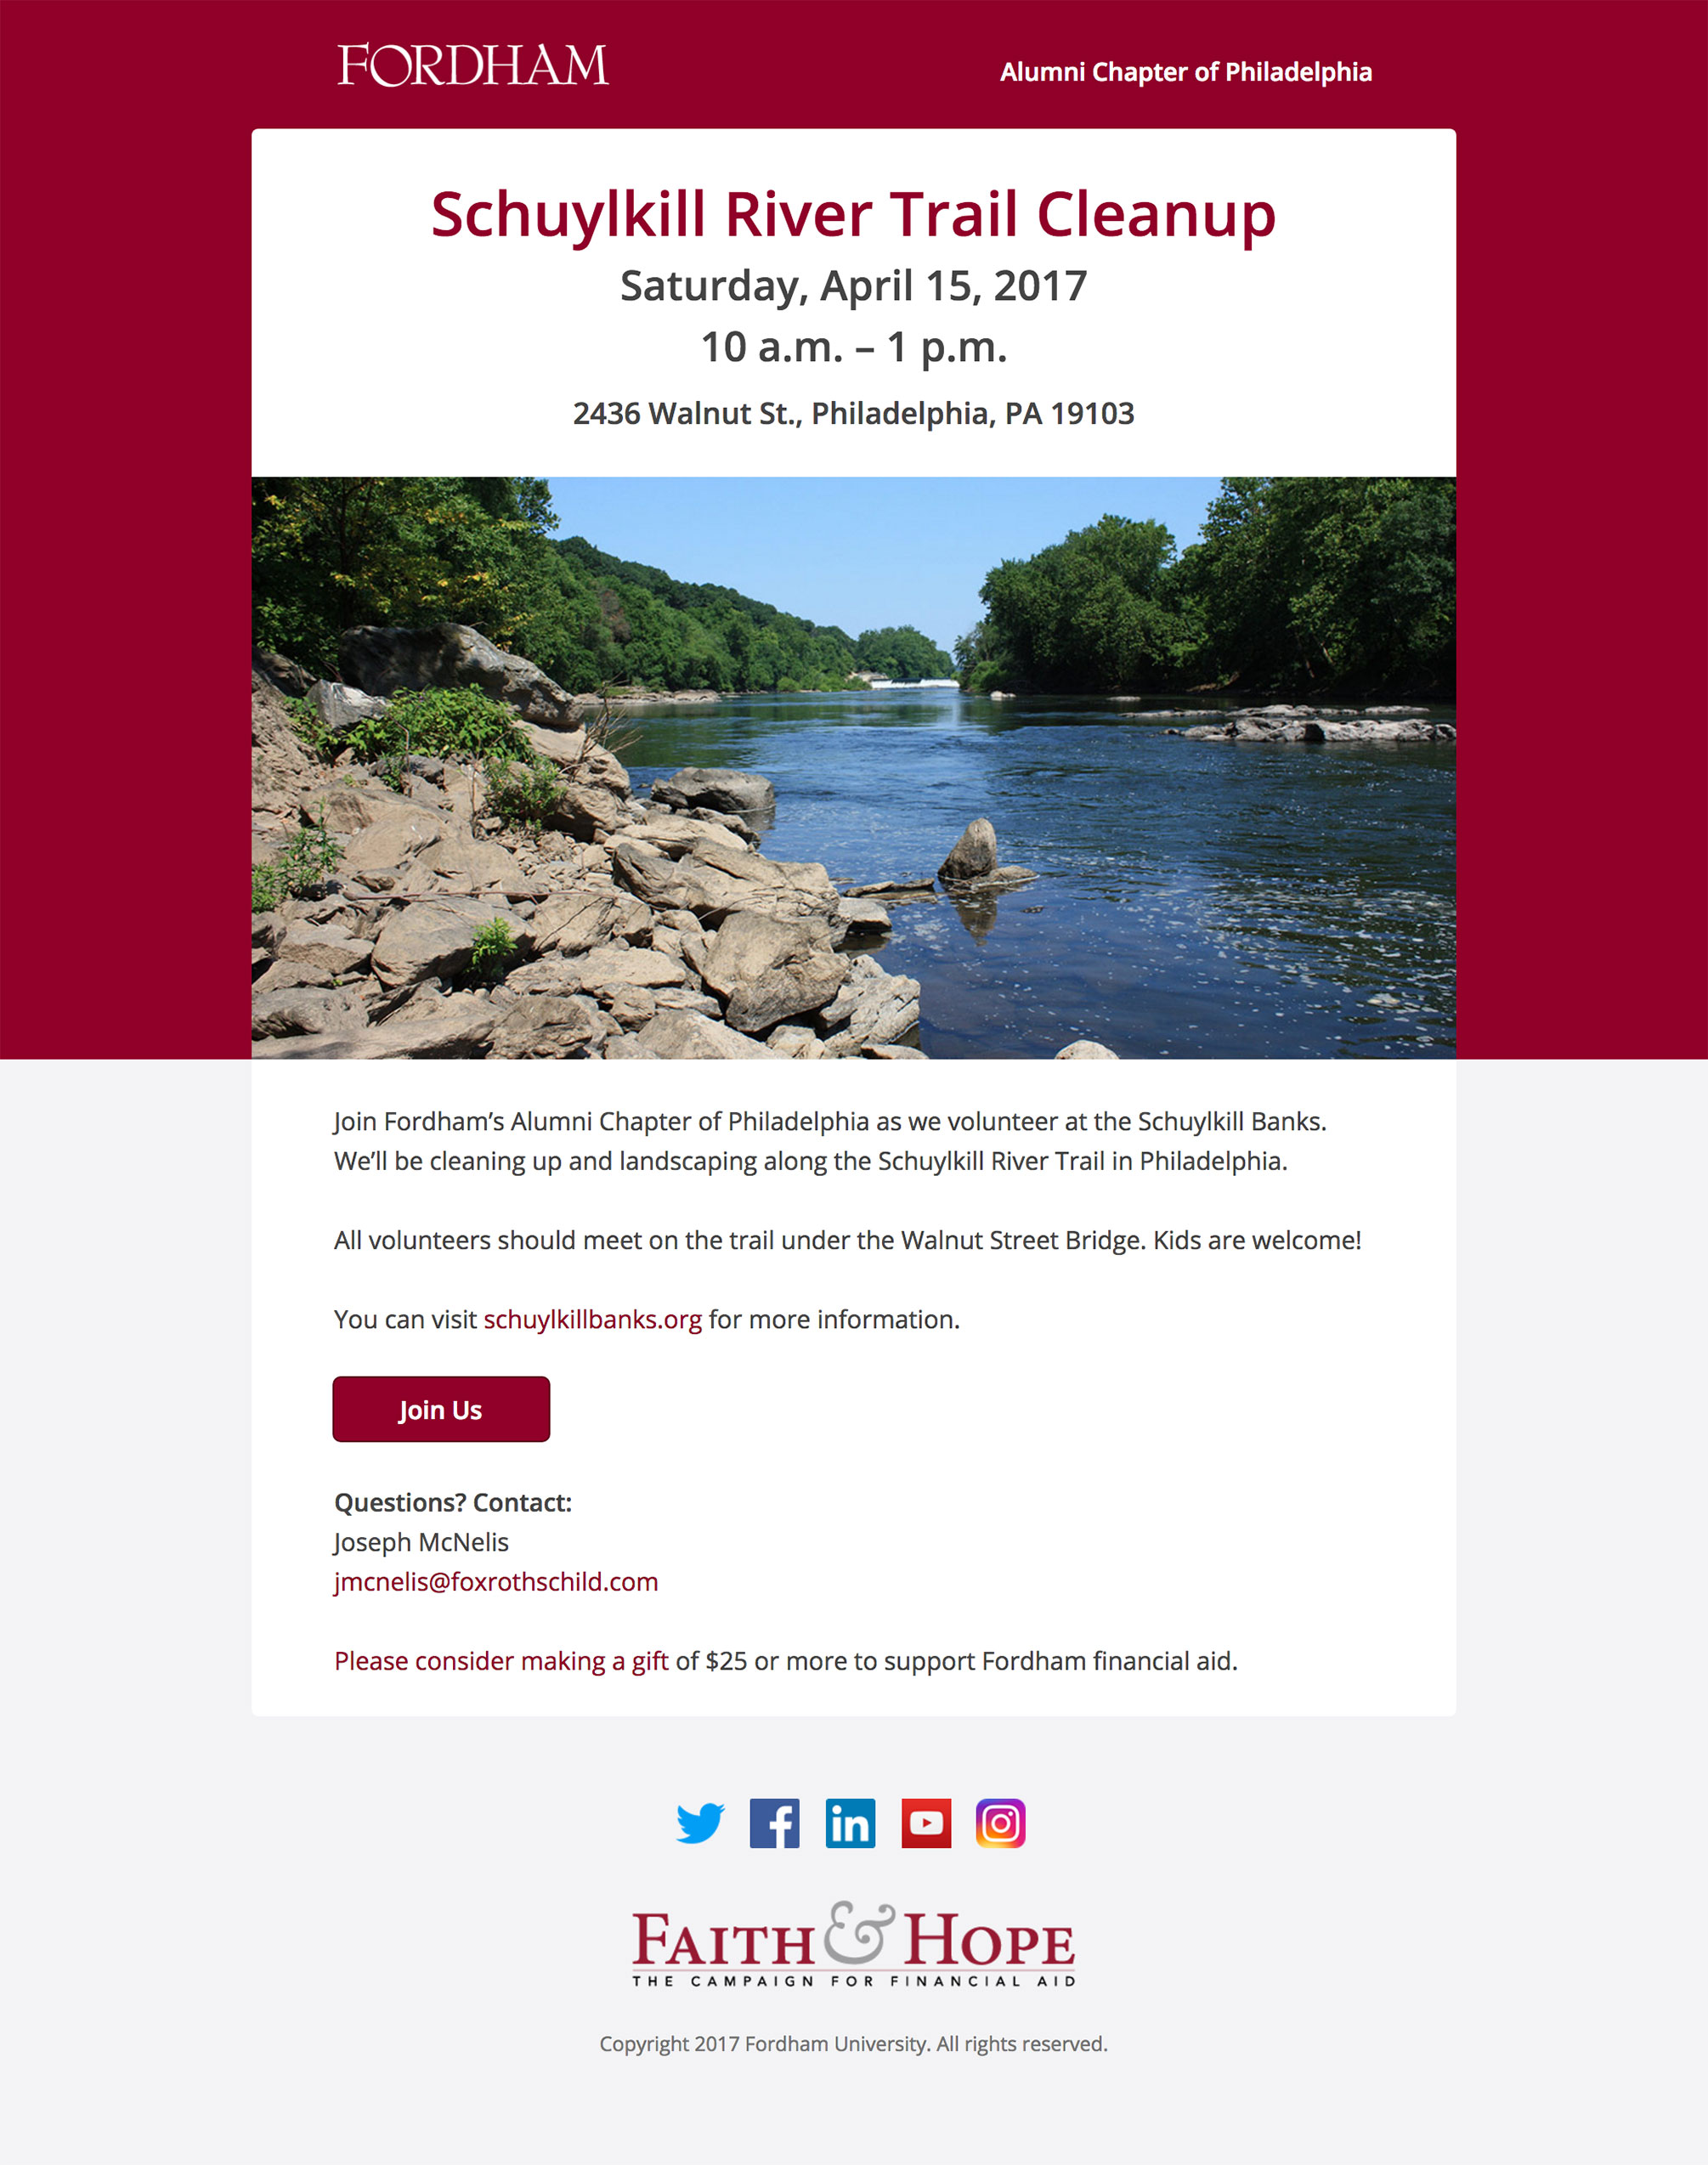 FORDHAM
Alumni Chapter of Philadelphia
Schuylkill River Trail Cleanup
Saturday, April 15, 2017
10 a.m. – 1 p.m.
2436 Walnut St., Philadelphia, PA 19103
Join Fordham’s Alumni Chapter of Philadelphia as we volunteer at the Schuylkill Banks.
We’ll be cleaning up and landscaping along the Schuylkill River Trail in Philadelphia.
All volunteers should meet on the trail under the Walnut Street Bridge. Kids are welcome!
You can visit schuylkillbanks.org for more information.
Join Us
Questions? Contact:
Joseph McNelis
jmcnelis@foxrothschild.com
Please consider making a gift of $25 or more to support Fordham financial aid.
in
FAITH & HOPE
THE CAMPAIGN FOR FINANCIAL AID
Copyright 2017 Fordham University. All rights reserved.